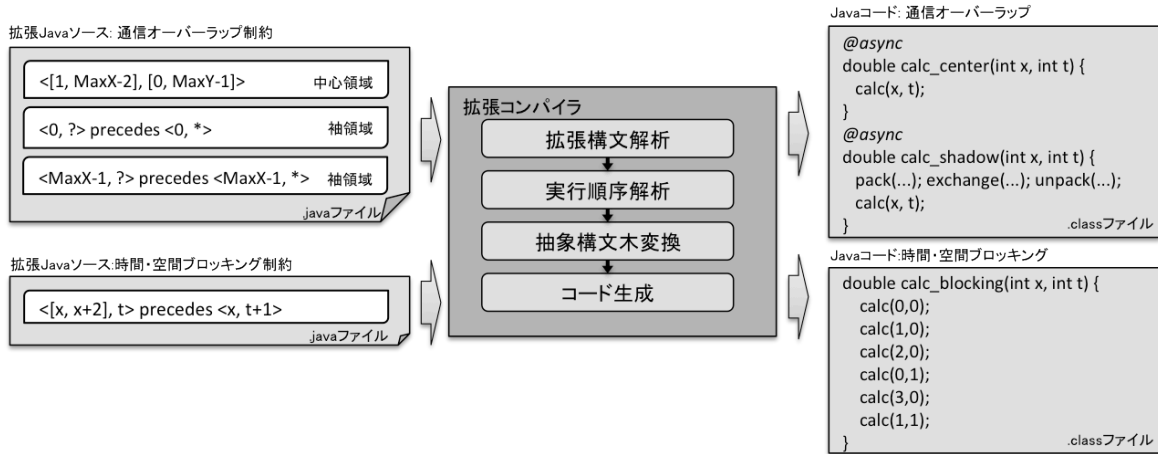 拡張Javaソース: 通信オーバーラップ制約
<[1, MaxX-2], [0, MaxY-1]> 中心領域
<0, ?> precedes <0, *> 袖領域
<MaxX-1, ?> precedes <MaxX-1, *> 袖領域
.javaファイル
拡張Javaソース:時間・空間ブロッキング制約
<[x, x+2], t> precedes <x, t+1>
.javaファイル
拡張コンパイラ
拡張構文解析
実行順序解析
抽象構文木変換
コード生成
Javaコード: 通信オーバーラップ
@async
double calc_center(int x, int t) {
calc(x, t);
}
@async
double calc_shadow(int x, int t) {
pack(...); exchange(...); unpack(...);
calc(x, t);
}
.classファイル
Javaコード:時間・空間ブロッキング
double calc_blocking(int x, int t) {
calc(0,0);
calc(1,0);
calc(2,0);
calc(0,1);
calc(3,0);
calc(1,1);
}
.classファイル